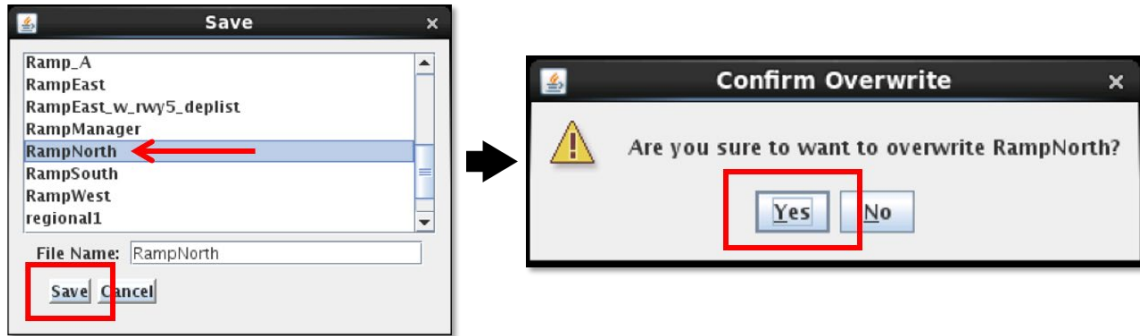 Save
Ramp_A
RampEast
RampEast_w_rwy5_deplist
RampManager
RampNorth
RampSouth
RampWest
regional1
File Name: RampNorth
Save Cancel
Confirm Overwrite
Are you sure to want to overwrite RampNorth?
Yes No